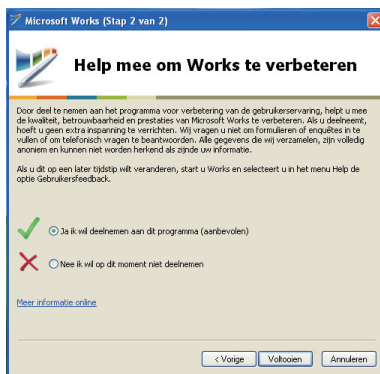 Microsoft Works (Stap 2 van 2)
Help mee om Works te verbeteren
Door deel te nemen aan het programma voor verbetering van de gebruikerservaring, helpt u mee
de kwaliteit, betrouwbaarheid en prestaties van Microsoft Works te verbeteren. Als u deelneemt,
hoeft u geen extra inspanning te verrichten. Wij vragen u niet om formulieren of enquêtes in te
vullen of om telefonisch vragen te beantwoorden. Alle gegevens die wij verzamelen, zijn volledig
anoniem en kunnen niet worden herkend als zijnde uw informatie.
Als u dit op een later tijdstip wilt veranderen, start u Works en selecteert u in het menu Help de
optie Gebruikersfeedback.
Ja ik wil deelnemen aan dit programma (aanbevolen)
Nee ik wil op dit moment niet deelnemen
Meer informatie online
< Vorige Voltooien Annuleren